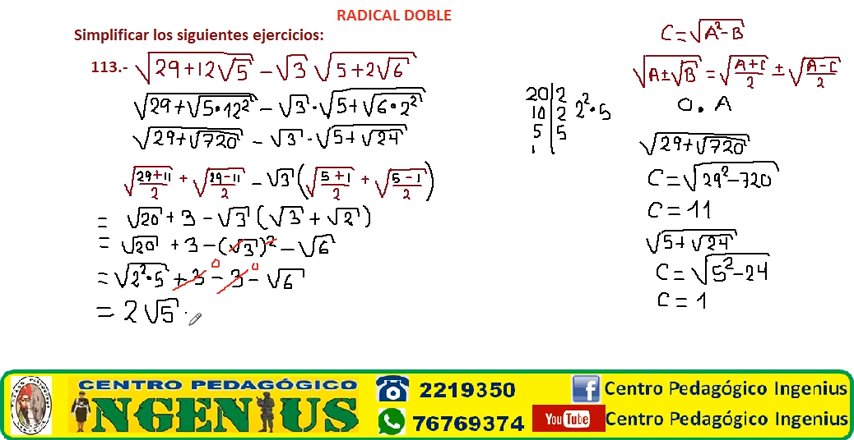 RADICAL DOBLE
Simplificar los siguientes ejercicios:
113.- √(29+12√5) − √3 √(5+2√6)
√(29+√(5•12²)) − √3 • √(5+√(6•2²))
√(29+√720) − √3 • √(5+√24)
√((29+11)/2) + √((29−11)/2) − √3 (√((5+1)/2) + √((5−1)/2))
= √20 + 3 − √3 (√3 + √2)
= √20 + 3 − (√3)² − √6
= √(2²•5) + 3 0 − 3 0 − √6
= 2√5 .
20 | 2
10 | 2 2²•5
5 | 5
1
C = √(A²−B)
√(A±√B) = √((A+C)/2) ± √((A−C)/2)
O. A
√(29+√720)
C = √(29²−720)
C = 11
√(5+√24)
C = √(5²−24)
C = 1
CENTRO PEDAGÓGICO
INGENIUS
2219350
76769374
f Centro Pedagógico Ingenius
You Tube Centro Pedagógico Ingenius